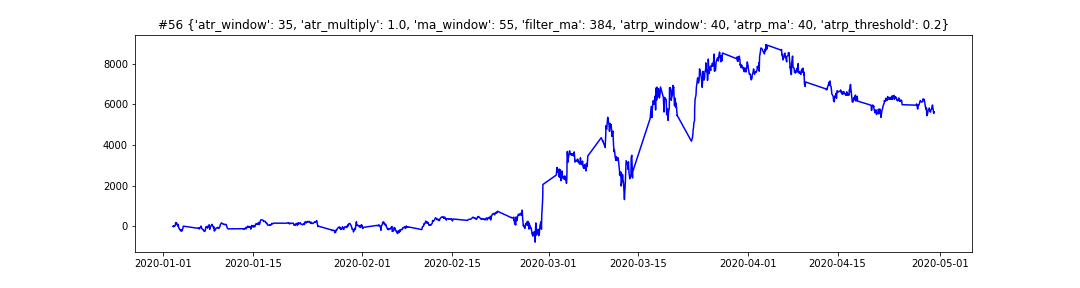 #56 {'atr_window': 35, 'atr_multiply': 1.0, 'ma_window': 55, 'filter_ma': 384, 'atrp_window': 40, 'atrp_ma': 40, 'atrp_threshold': 0.2}
8000
6000
4000
2000
0
2020-01-01 2020-01-15 2020-02-01 2020-02-15 2020-03-01 2020-03-15 2020-04-01 2020-04-15 2020-05-01